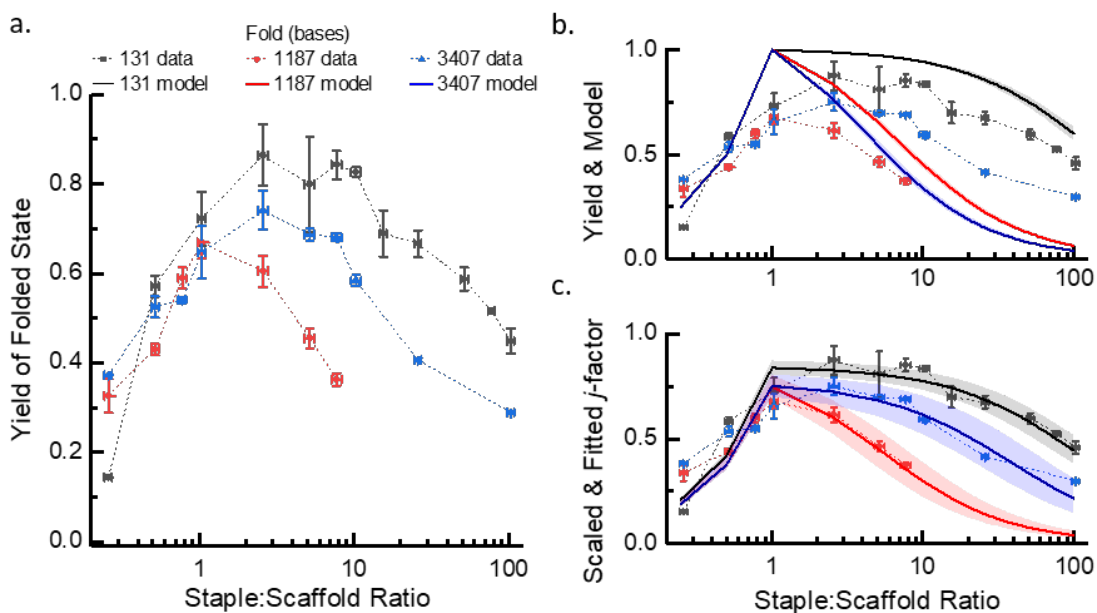 a.
Fold (bases)
131 data 1187 data 3407 data
131 model 1187 model 3407 model
Yield of Folded State
1.0
0.8
0.6
0.4
0.2
0.0
1 10 100
Staple:Scaffold Ratio
b.
Yield & Model
1.0
0.5
0.0
1 10 100
c.
Scaled & Fitted j-factor
1.0
0.5
0.0
1 10 100
Staple:Scaffold Ratio